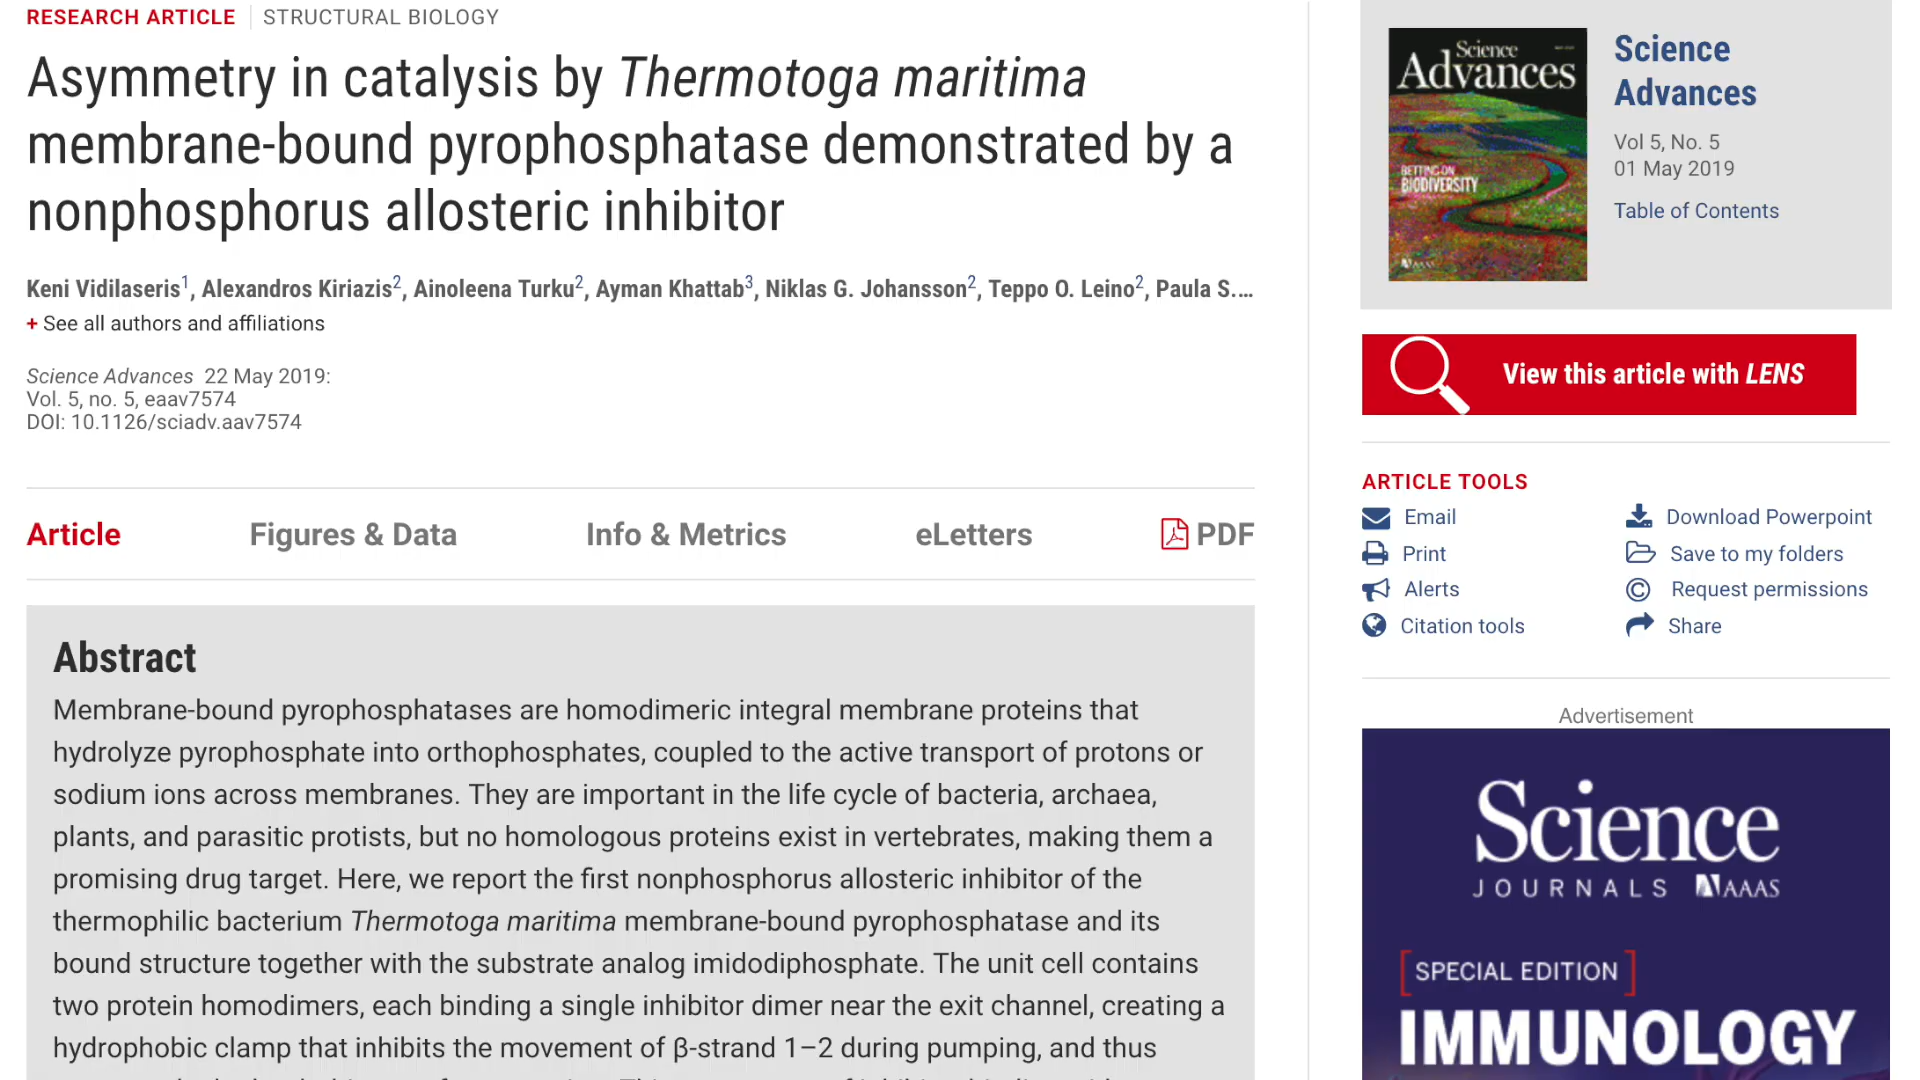 RESEARCH ARTICLE STRUCTURAL BIOLOGY
Asymmetry in catalysis by Thermotoga maritima
membrane-bound pyrophosphatase demonstrated by a
nonphosphorus allosteric inhibitor
Keni Vidilaseris1, Alexandros Kiriazis2, Ainoleena Turku2, Ayman Khattab3, Niklas G. Johansson2, Teppo O. Leino2, Paula S.…
+ See all authors and affiliations
Science Advances 22 May 2019:
Vol. 5, no. 5, eaav7574
DOI: 10.1126/sciadv.aav7574
Article Figures & Data Info & Metrics eLetters PDF
Abstract
Membrane-bound pyrophosphatases are homodimeric integral membrane proteins that
hydrolyze pyrophosphate into orthophosphates, coupled to the active transport of protons or
sodium ions across membranes. They are important in the life cycle of bacteria, archaea,
plants, and parasitic protists, but no homologous proteins exist in vertebrates, making them a
promising drug target. Here, we report the first nonphosphorus allosteric inhibitor of the
thermophilic bacterium Thermotoga maritima membrane-bound pyrophosphatase and its
bound structure together with the substrate analog imidodiphosphate. The unit cell contains
two protein homodimers, each binding a single inhibitor dimer near the exit channel, creating a
hydrophobic clamp that inhibits the movement of β-strand 1–2 during pumping, and thus
Science
Advances
BETTING ON
BIODIVERSITY
Science
Advances
Vol 5, No. 5
01 May 2019
Table of Contents
View this article with LENS
ARTICLE TOOLS
Email
Download Powerpoint
Print
Save to my folders
Alerts
Request permissions
Citation tools
Share
Advertisement
Science
JOURNALS AAAS
[SPECIAL EDITION]
IMMUNOLOGY